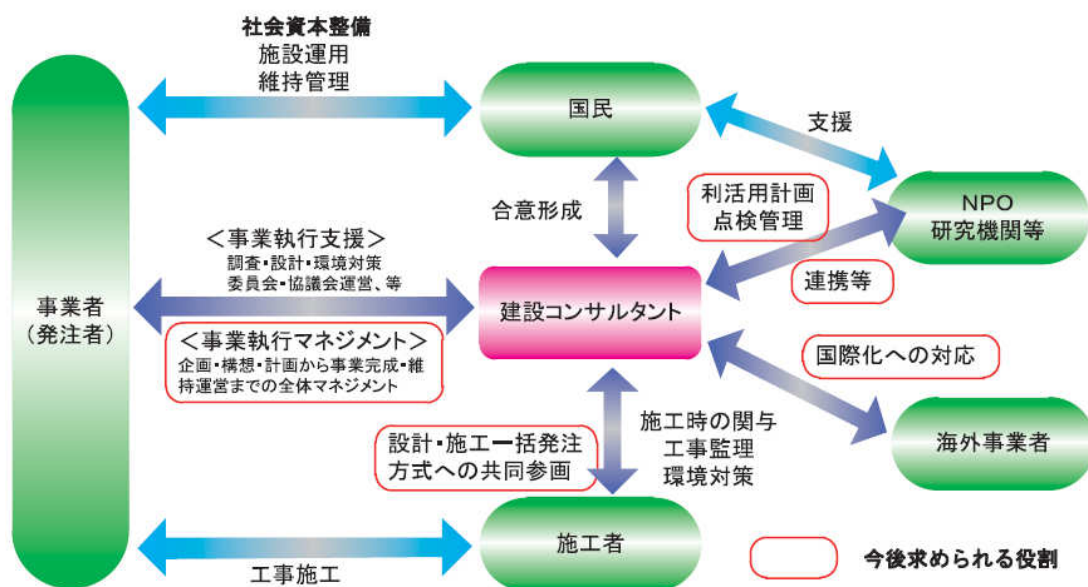 社会資本整備
施設運用
維持管理
国民
支援
NPO
研究機関等
合意形成
利活用計画
点検管理
連携等
事業者
(発注者)
＜事業執行支援＞
調査・設計・環境対策
委員会・協議会運営、等
＜事業執行マネジメント＞
企画・構想・計画から事業完成・維
持運営までの全体マネジメント
建設コンサルタント
国際化への対応
海外事業者
設計・施工一括発注
方式への共同参画
施工時の関与
工事監理
環境対策
施工者
工事施工
今後求められる役割